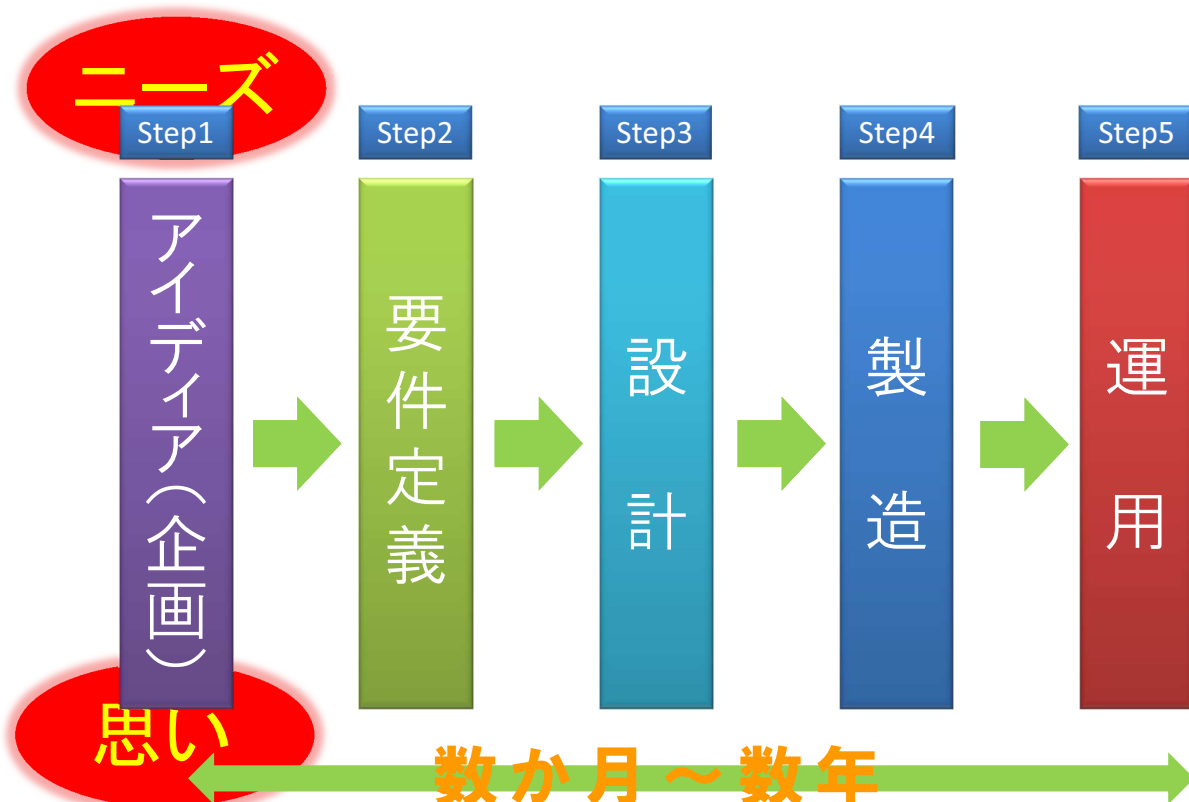 ニーズ
Step1
Step2
Step3
Step4
Step5
アイディア（企画）
要件定義
設計
製造
運用
思い
数か月～数年